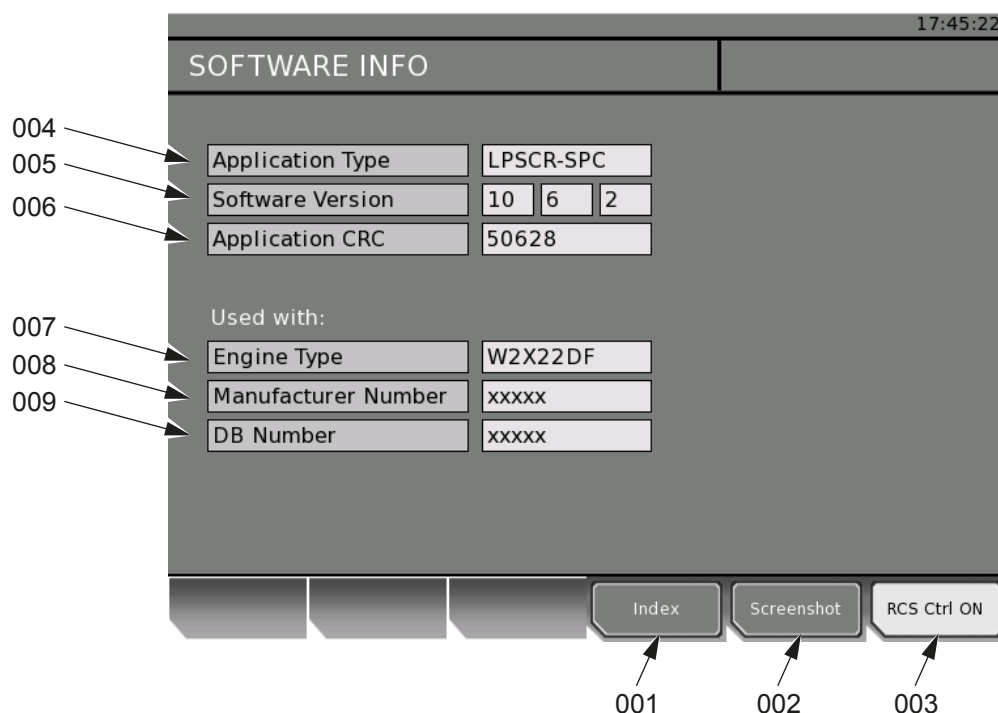 17:45:22
SOFTWARE INFO
004
Application Type LPSCR-SPC
005
Software Version 10 6 2
006
Application CRC 50628
Used with:
007
Engine Type W2X22DF
008
Manufacturer Number xxxxx
009
DB Number xxxxx
Index Screenshot RCS Ctrl ON
001 002 003